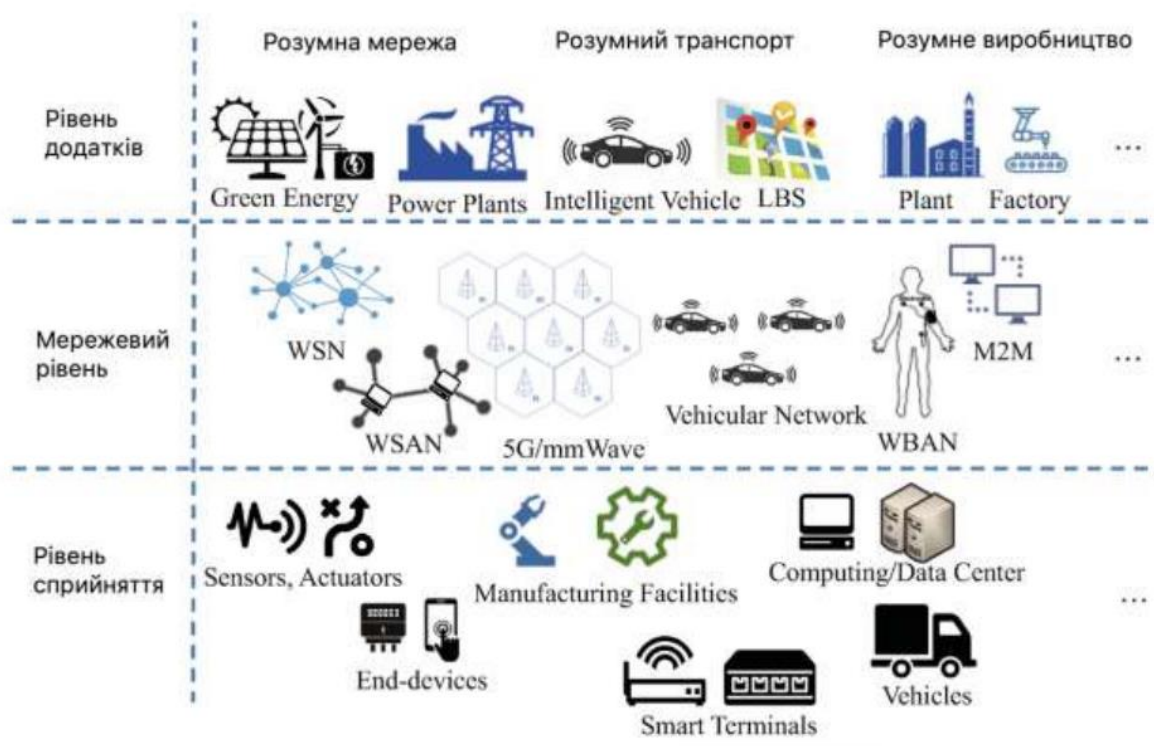 Розумна мережа
Розумний транспорт
Розумне виробництво
Рівень
додатків
Green Energy
Power Plants
Intelligent Vehicle
LBS
Plant
Factory
...
Мережевий
рівень
WSN
WSAN
5G/mmWave
Vehicular Network
WBAN
M2M
...
Рівень
сприйняття
Sensors, Actuators
Manufacturing Facilities
Computing/Data Center
...
End-devices
Smart Terminals
Vehicles